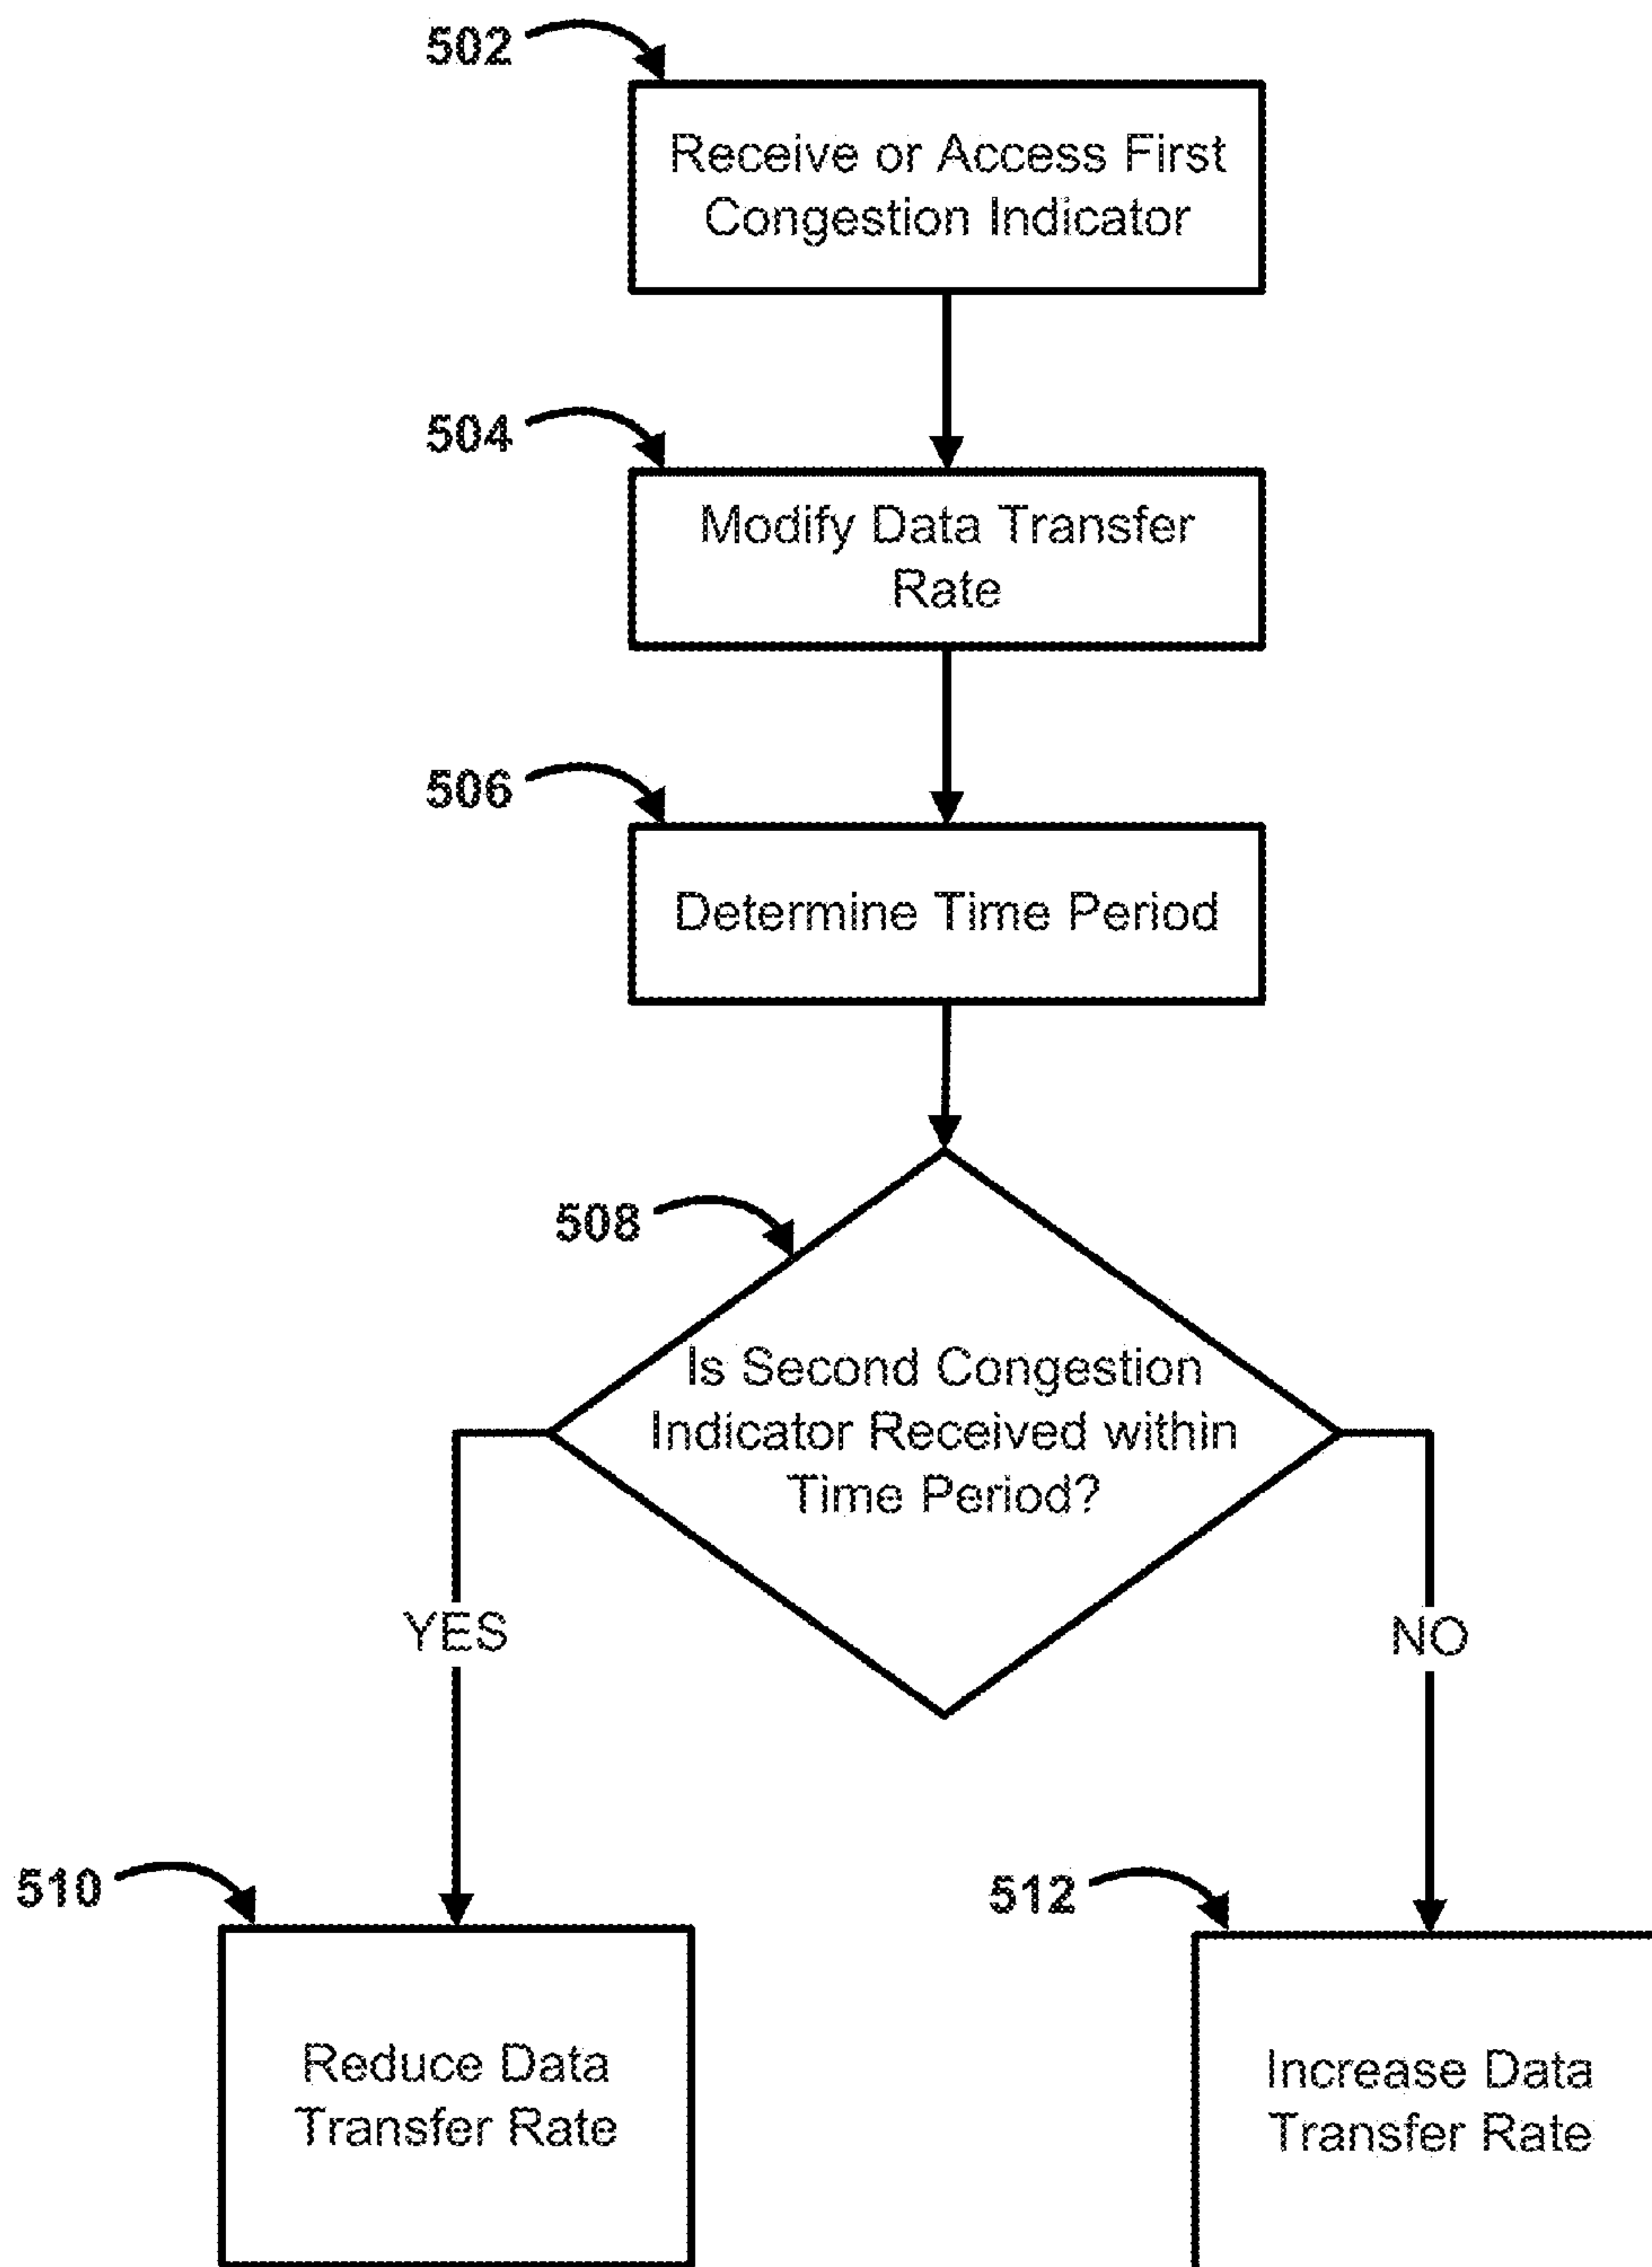 502
Receive or Access First
Congestion Indicator
504
Modify Data Transfer
Rate
506
Determine Time Period
508
Is Second Congestion
Indicator Received within
Time Period?
YES
NO
510
Reduce Data
Transfer Rate
512
Increase Data
Transfer Rate